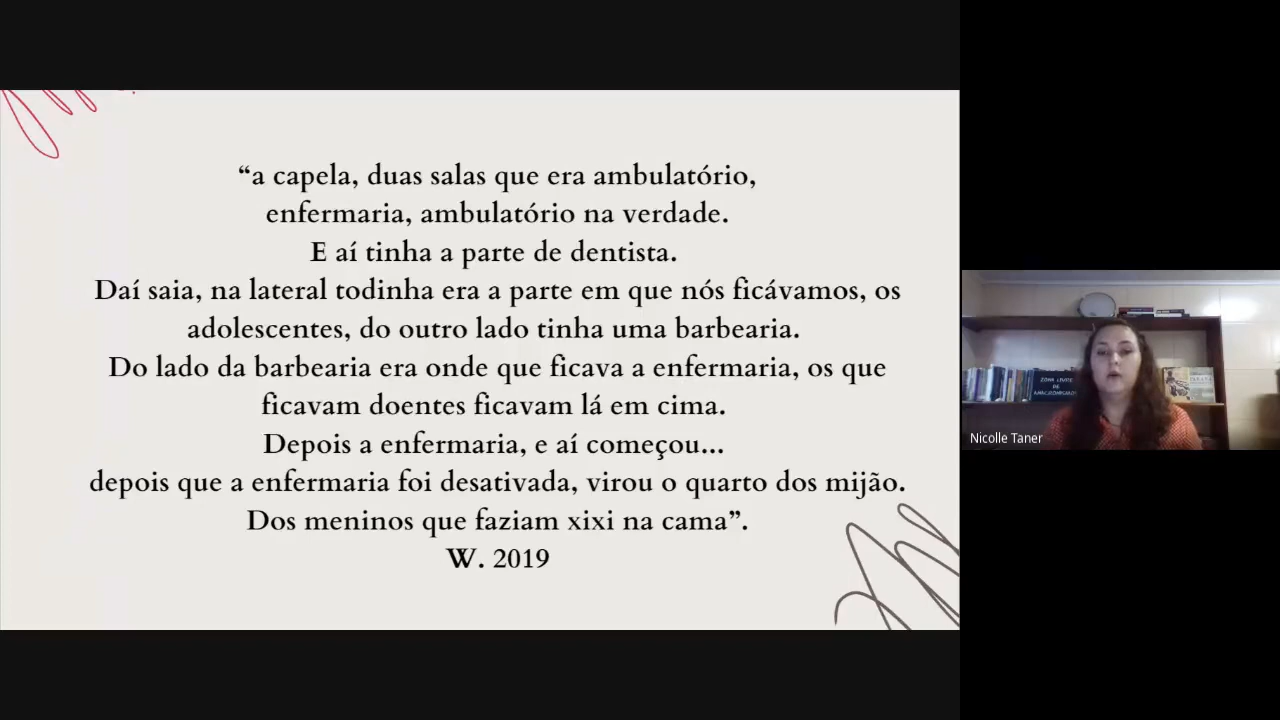 “a capela, duas salas que era ambulatório,
enfermaria, ambulatório na verdade.
E aí tinha a parte de dentista.
Daí saia, na lateral todinha era a parte em que nós ficávamos, os
adolescentes, do outro lado tinha uma barbearia.
Do lado da barbearia era onde que ficava a enfermaria, os que
ficavam doentes ficavam lá em cima.
Depois a enfermaria, e aí começou...
depois que a enfermaria foi desativada, virou o quarto dos mijão.
Dos meninos que faziam xixi na cama”.
W. 2019
Nicolle Taner